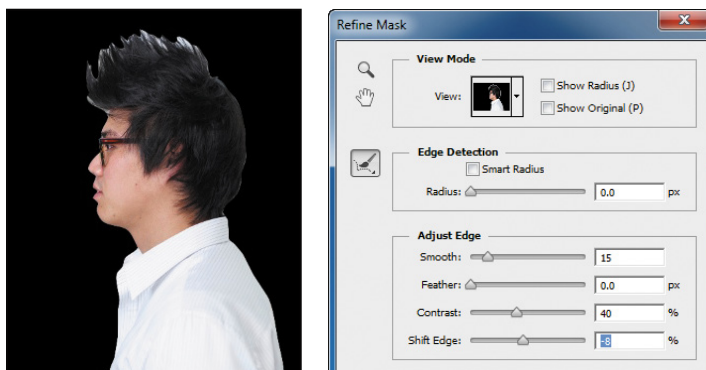 Refine Mask
x
View Mode
View:
Show Radius (J)
Show Original (P)
Edge Detection
Smart Radius
Radius: 0.0 px
Adjust Edge
Smooth: 15
Feather: 0.0 px
Contrast: 40 %
Shift Edge: -8 %